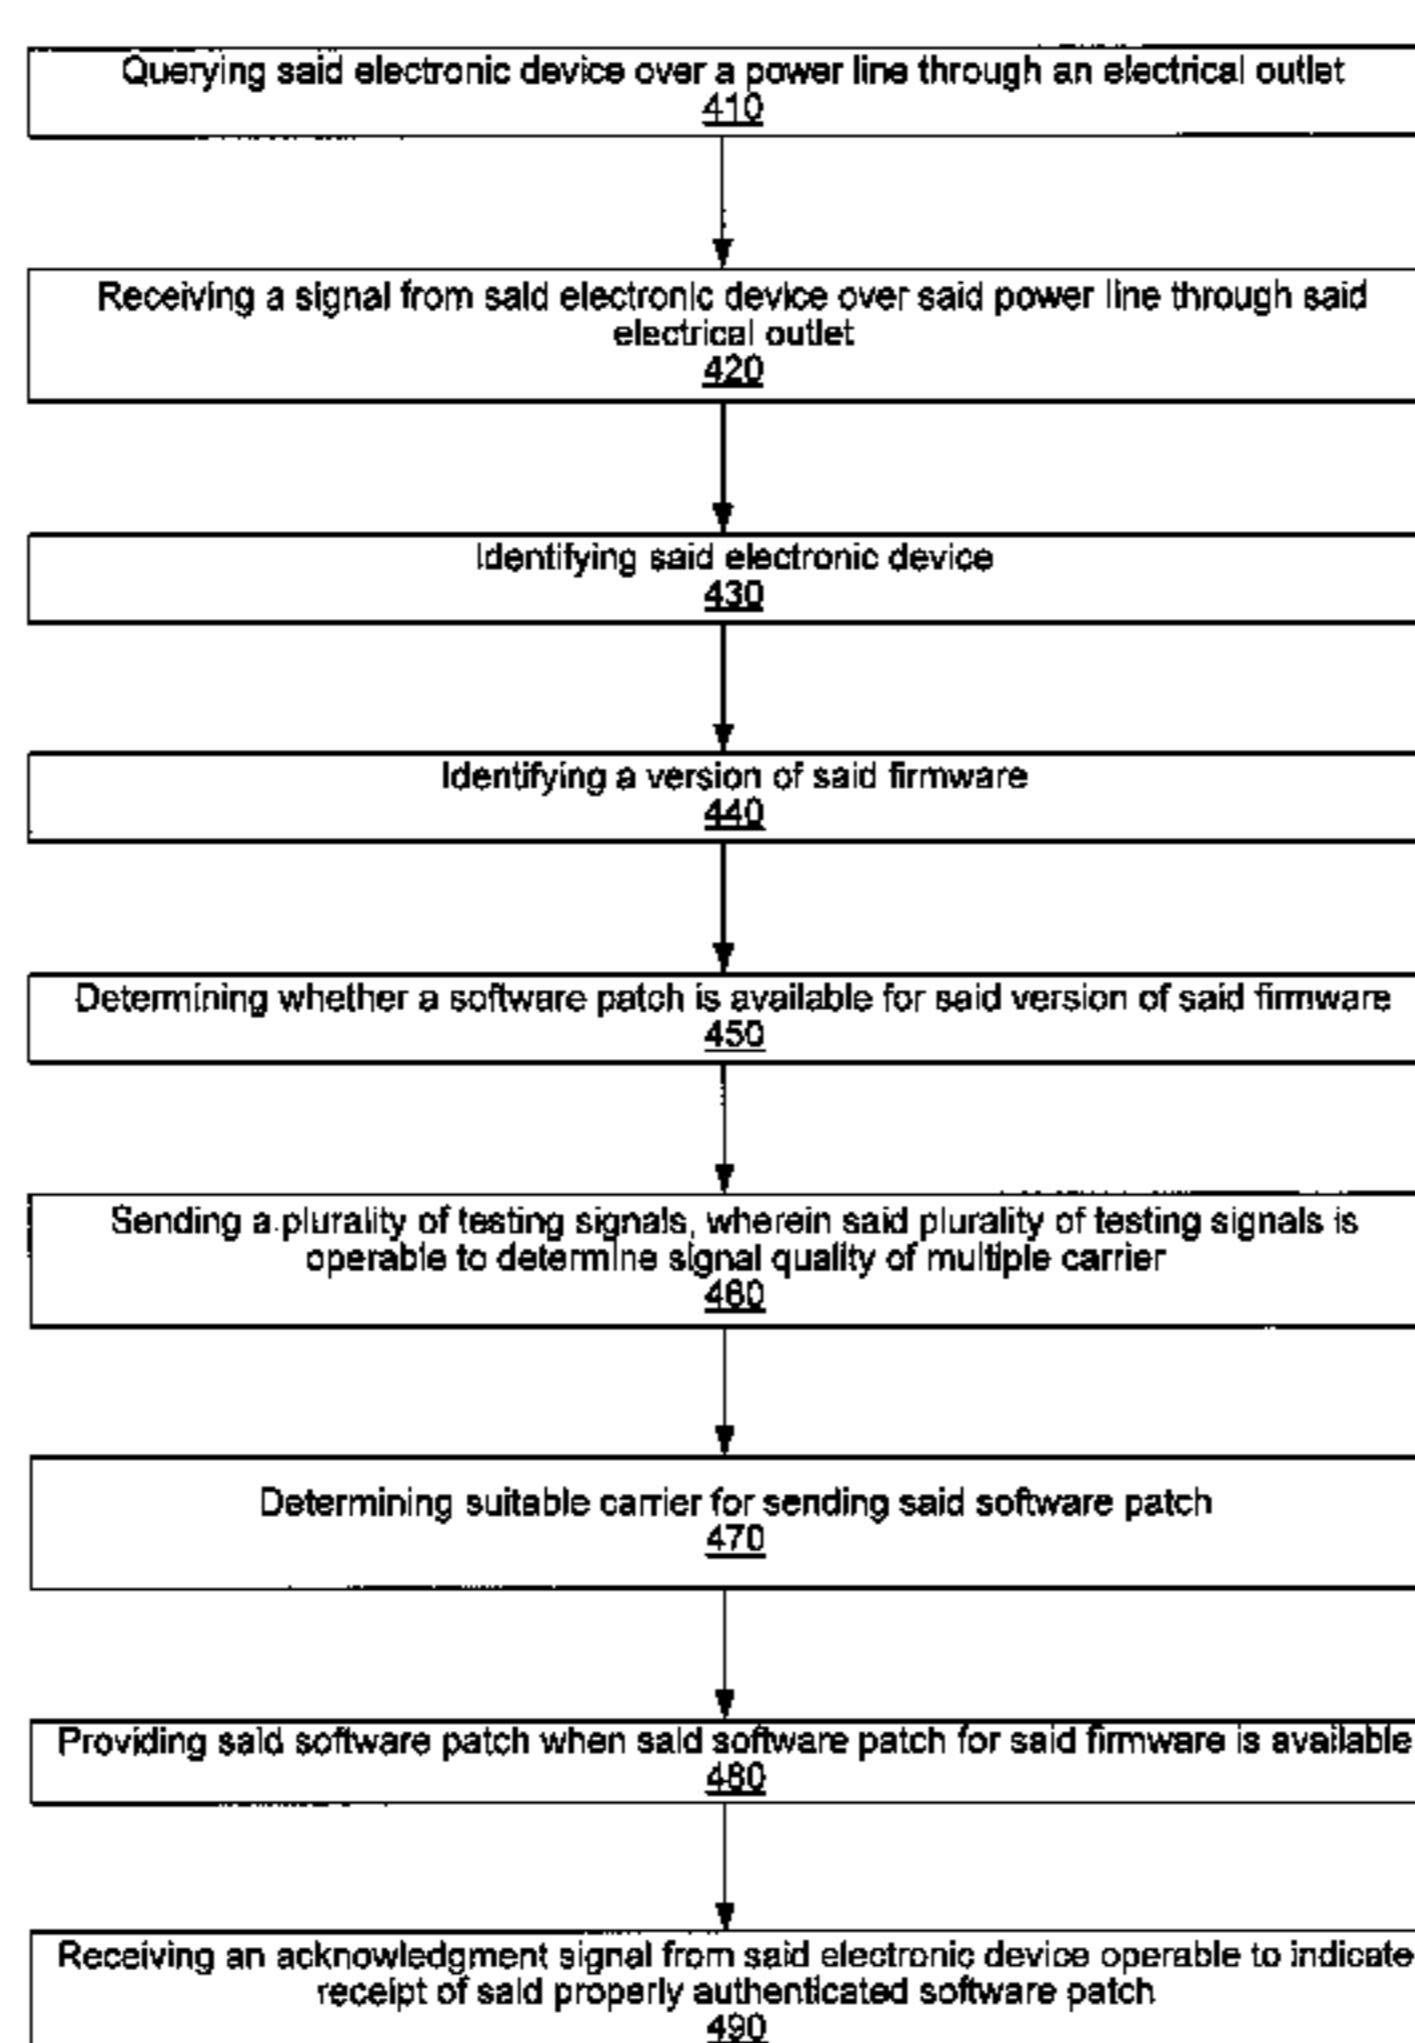 Querying said electronic device over a power line through an electrical outlet
410
Receiving a signal from said electronic device over said power line through said
electrical outlet
420
Identifying said electronic device
430
Identifying a version of said firmware
440
Determining whether a software patch is available for said version of said firmware
450
Sending a plurality of testing signals, wherein said plurality of testing signals is
operable to determine signal quality of multiple carrier
460
Determining suitable carrier for sending said software patch
470
Providing said software patch when said software patch for said firmware is available
480
Receiving an acknowledgment signal from said electronic device operable to indicate
receipt of said properly authenticated software patch
490